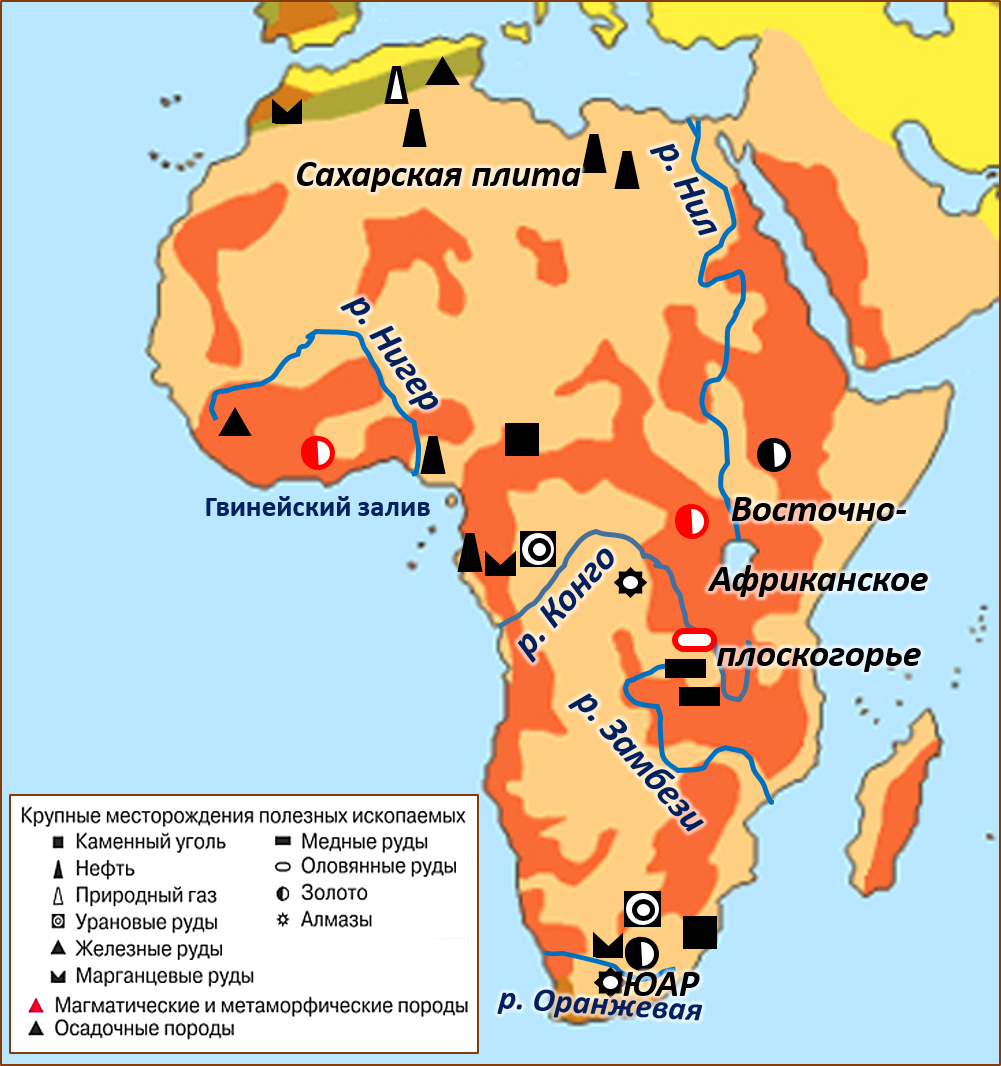 Сахарская плита
р. Нил
р. Нигер
Гвинейский залив
Восточно-
Африканское
плоскогорье
р. Конго
р. Замбези
ЮАР
р. Оранжевая
Крупные месторождения полезных ископаемых
Каменный уголь
Нефть
Природный газ
Урановые руды
Железные руды
Марганцевые руды
Медные руды
Оловянные руды
Золото
Алмазы
Магматические и метаморфические породы
Осадочные породы